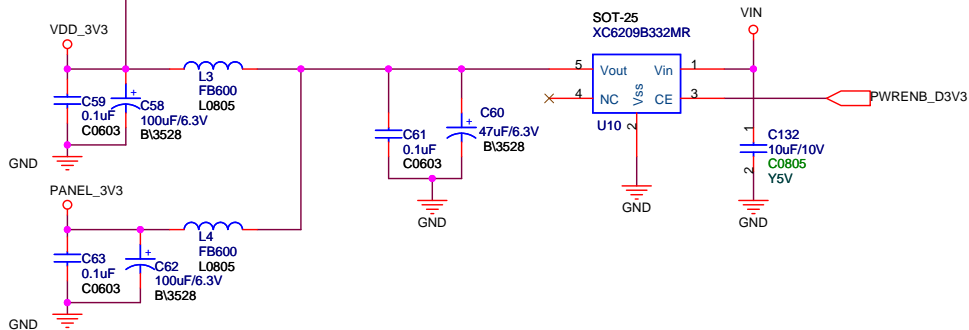 SOT-25
XC6209B332MR
VIN
VDD_3V3
L3
FB600
L0805
5
Vout
Vin
1
4
NC
Vss
CE
3
PWRENB_D3V3
U10
2
C59
0.1uF
C0603
C58
100uF/6.3V
B\3528
+
C61
0.1uF
C0603
C60
47uF/6.3V
B\3528
+
1
C132
10uF/10V
C0805
Y5V
2
GND
GND
GND
GND
PANEL_3V3
L4
FB600
L0805
C63
0.1uF
C0603
C62
100uF/6.3V
B\3528
+
GND